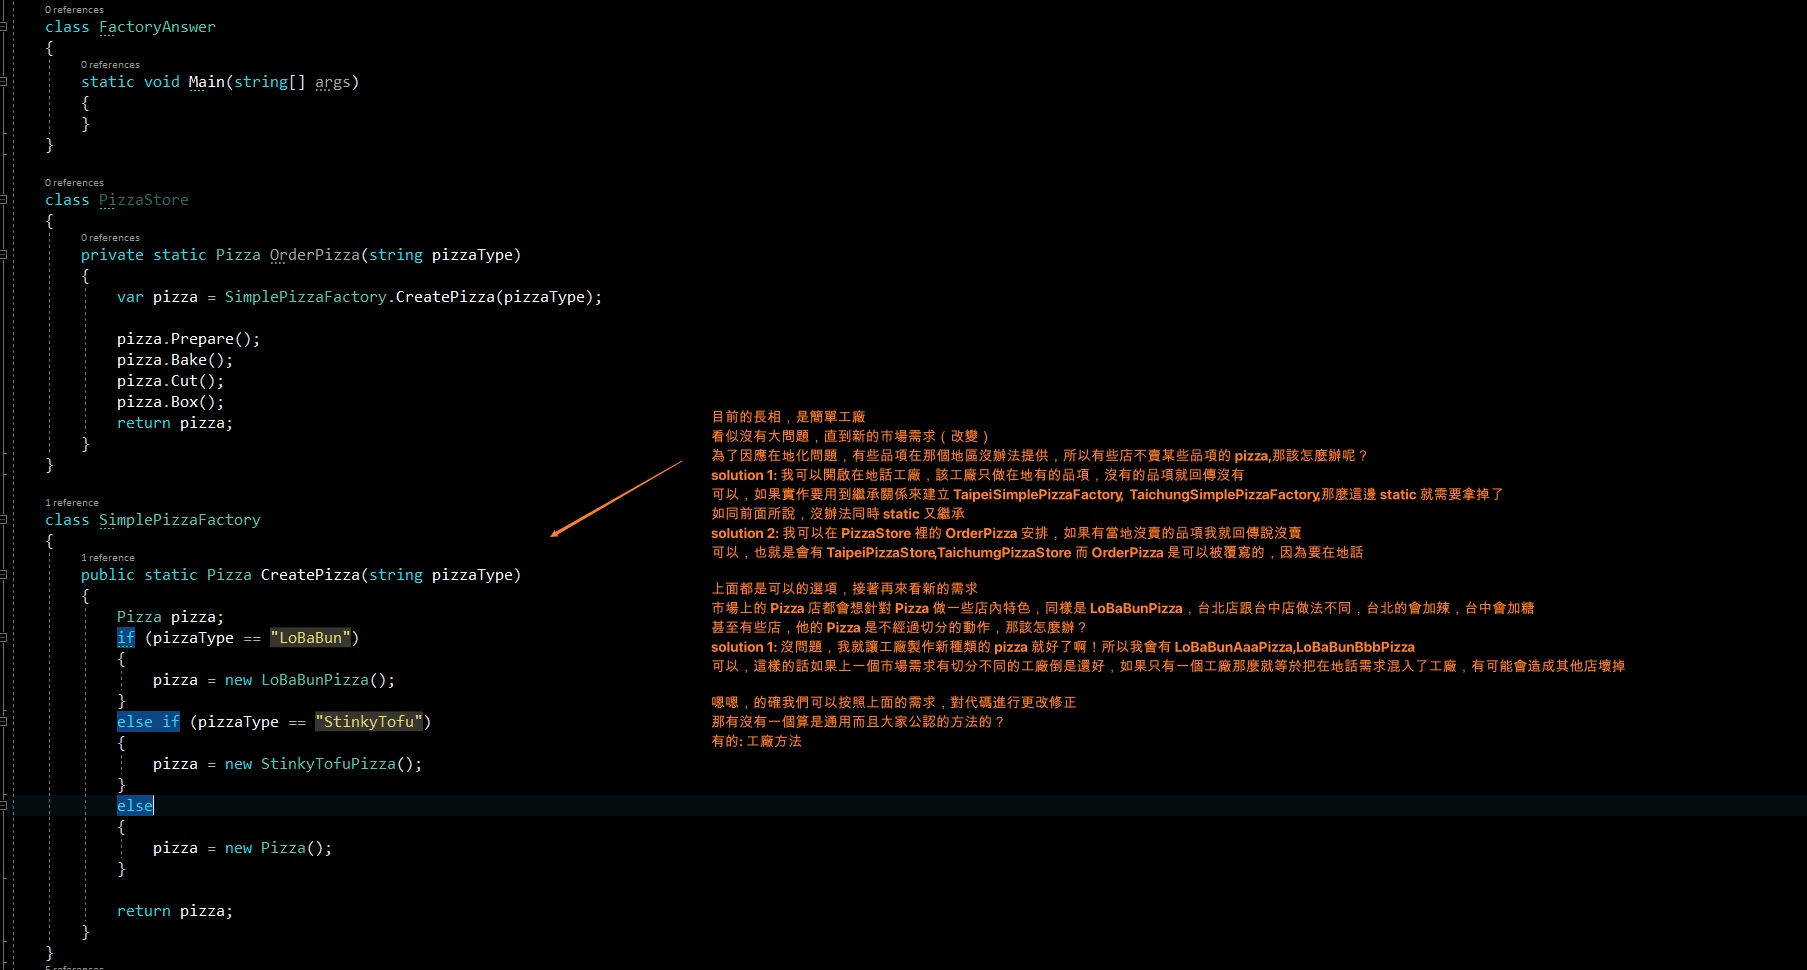 0 references
class FactoryAnswer
{
0 references
static void Main(string[] args)
{
}
}
0 references
class PizzaStore
{
0 references
private static Pizza OrderPizza(string pizzaType)
{
var pizza = SimplePizzaFactory.CreatePizza(pizzaType);
pizza.Prepare();
pizza.Bake();
pizza.Cut();
pizza.Box();
return pizza;
}
}
1 reference
class SimplePizzaFactory
{
1 reference
public static Pizza CreatePizza(string pizzaType)
{
Pizza pizza;
if (pizzaType == "LoBaBun")
{
pizza = new LoBaBunPizza();
}
else if (pizzaType == "StinkyTofu")
{
pizza = new StinkyTofuPizza();
}
else
{
pizza = new Pizza();
}
return pizza;
}
}
5 references
目前的長相，是簡單工廠
看似沒有大問題，直到新的市場需求（改變）
為了因應在地化問題，有些品項在那個地區沒辦法提供，所以有些店不賣某些品項的 pizza,那該怎麼辦呢？
solution 1: 我可以開啟在地話工廠，該工廠只做在地有的品項，沒有的品項就回傳沒有
可以，如果實作要用到繼承關係來建立 TaipeiSimplePizzaFactory, TaichungSimplePizzaFactory,那麼這邊 static 就需要拿掉了
如同前面所說，沒辦法同時 static 又繼承
solution 2: 我可以在 PizzaStore 裡的 OrderPizza 安排，如果有當地沒賣的品項我就回傳說沒賣
可以，也就是會有 TaipeiPizzaStore,TaichumgPizzaStore 而 OrderPizza 是可以被覆寫的，因為要在地話
上面都是可以的選項，接著再來看新的需求
市場上的 Pizza 店都會想針對 Pizza 做一些店內特色，同樣是 LoBaBunPizza，台北店跟台中店做法不同，台北的會加辣，台中會加糖
甚至有些店，他的 Pizza 是不經過切分的動作，那該怎麼辦？
solution 1: 沒問題，我就讓工廠製作新種類的 pizza 就好了啊！所以我會有 LoBaBunAaaPizza,LoBaBunBbbPizza
可以，這樣的話如果上一個市場需求有切分不同的工廠倒是還好，如果只有一個工廠那麼就等於把在地話需求混入了工廠，有可能會造成其他店壞掉
嗯嗯，的確我們可以按照上面的需求，對代碼進行更改修正
那有沒有一個算是通用而且大家公認的方法的？
有的: 工廠方法